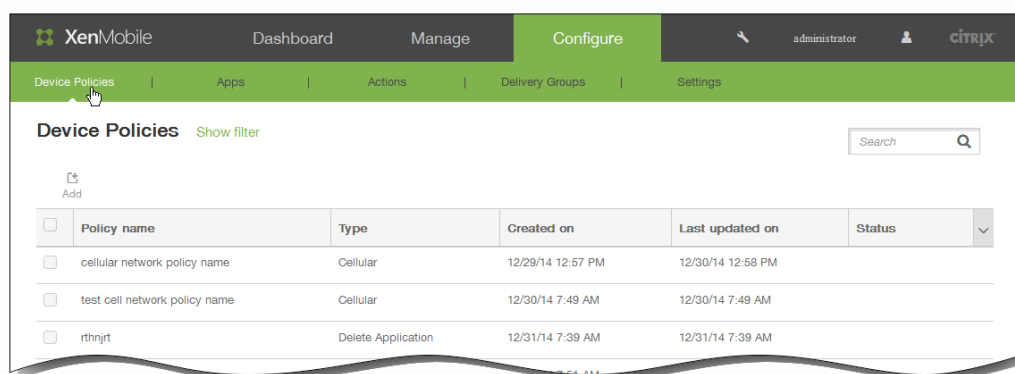 XenMobile Dashboard Manage Configure administrator CITRIX
Device Policies | Apps | Actions | Delivery Groups | Settings
Device Policies Show filter
Search
Add
Policy name Type Created on Last updated on Status
cellular network policy name Cellular 12/29/14 12:57 PM 12/30/14 12:58 PM
test cell network policy name Cellular 12/30/14 7:49 AM 12/30/14 7:49 AM
rthnjrt Delete Application 12/31/14 7:39 AM 12/31/14 7:39 AM